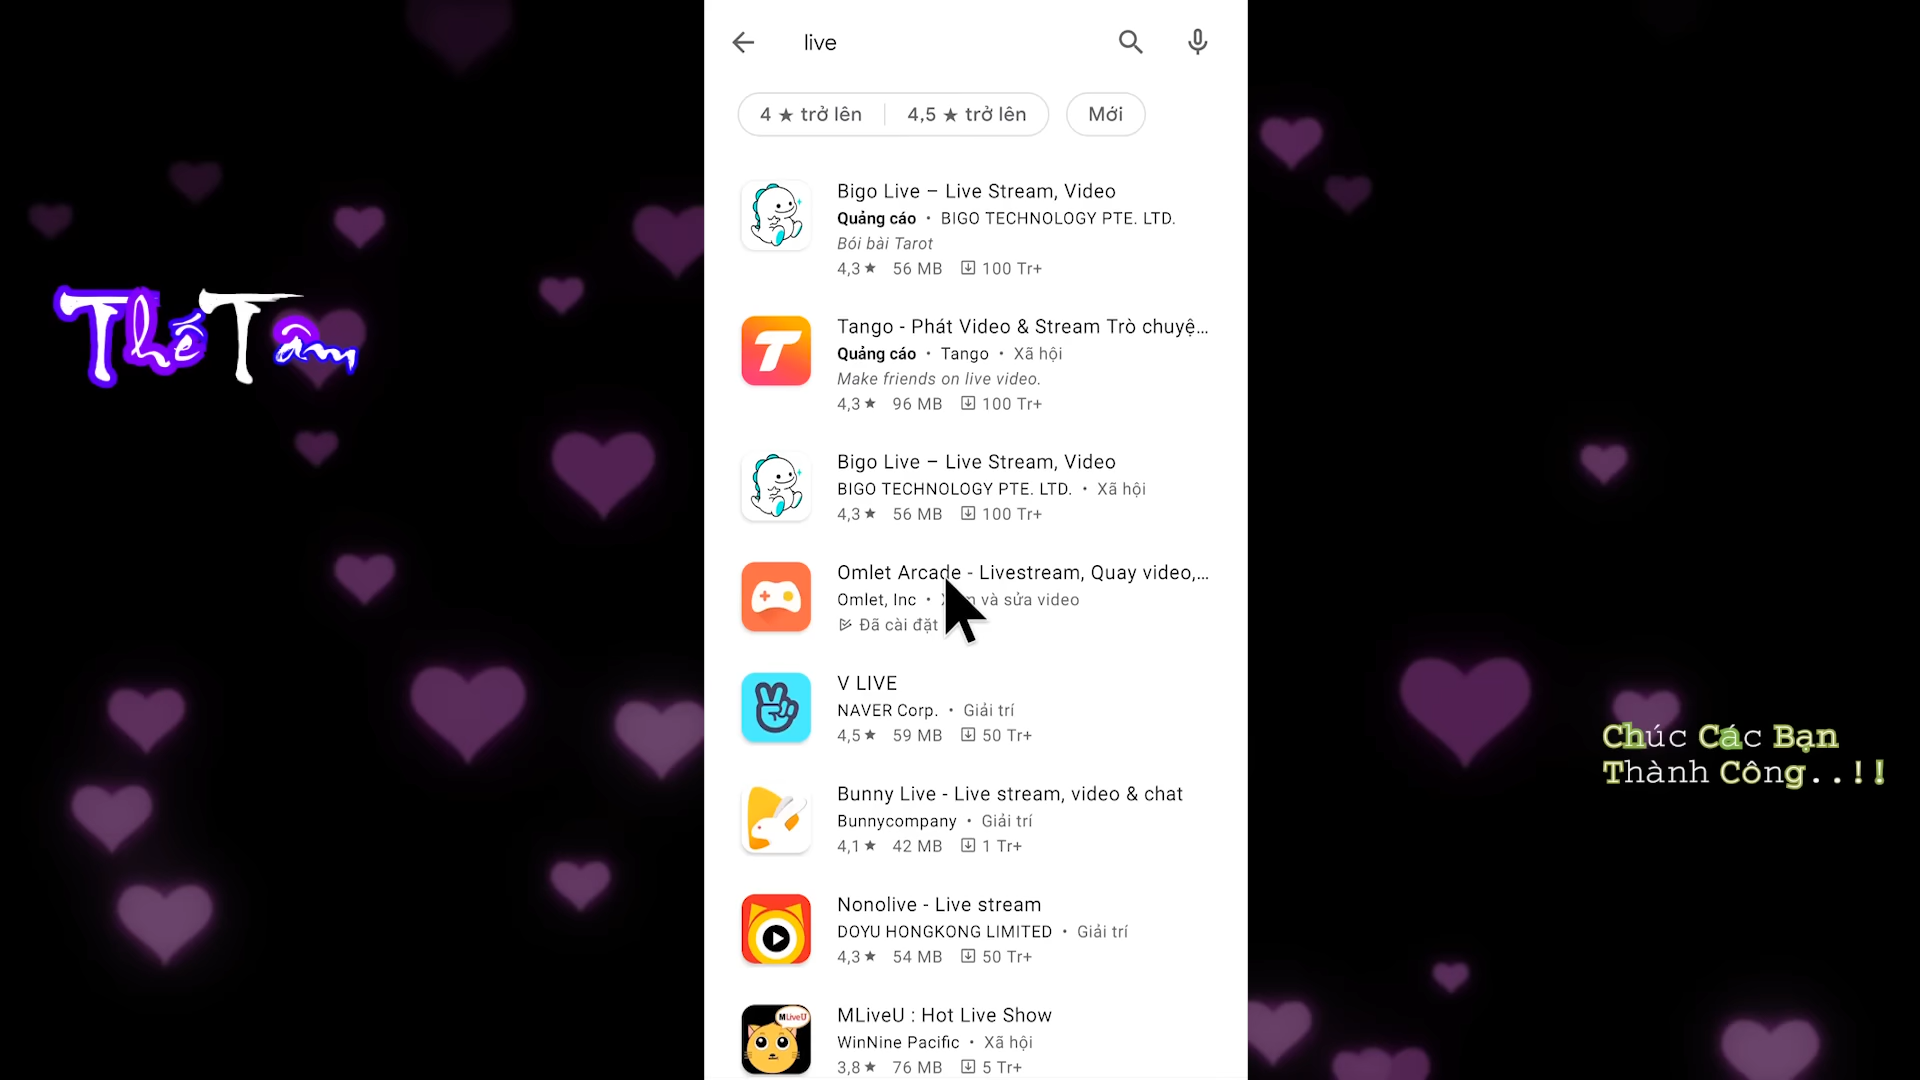 live
4 ★ trở lên
4,5 ★ trở lên
Mới
Bigo Live – Live Stream, Video
Quảng cáo • BIGO TECHNOLOGY PTE. LTD.
Bói bài Tarot
4,3★ 56 MB 100 Tr+
Tango - Phát Video & Stream Trò chuyệ...
Quảng cáo • Tango • Xã hội
Make friends on live video.
4,3★ 96 MB 100 Tr+
Thế Tâm
Bigo Live – Live Stream, Video
BIGO TECHNOLOGY PTE. LTD. • Xã hội
4,3★ 56 MB 100 Tr+
Omlet Arcade - Livestream, Quay video,...
Omlet, Inc • và sửa video
Đã cài đặt
V LIVE
NAVER Corp. • Giải trí
4,5★ 59 MB 50 Tr+
Chúc Các Bạn
Thành Công..!!
Bunny Live - Live stream, video & chat
Bunnycompany • Giải trí
4,1★ 42 MB 1 Tr+
Nonolive - Live stream
DOYU HONGKONG LIMITED • Giải trí
4,3★ 54 MB 50 Tr+
MLiveU
MLiveU : Hot Live Show
WinNine Pacific • Xã hội
3,8★ 76 MB 5 Tr+